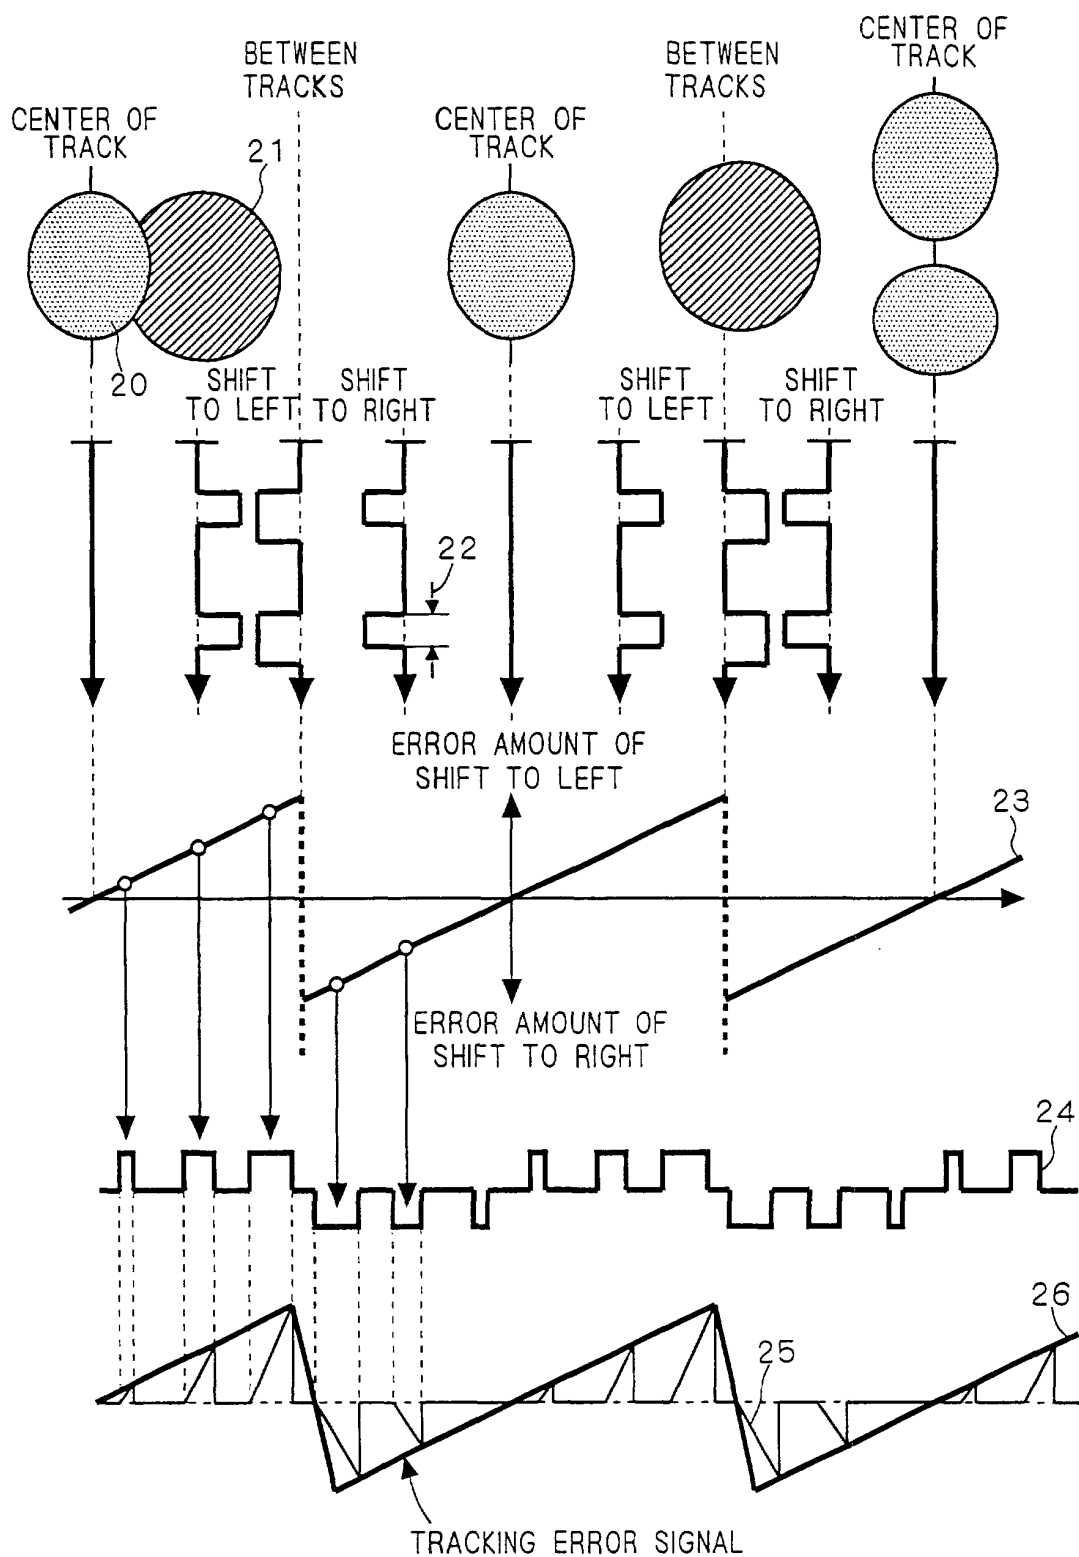 CENTER OF
TRACK
BETWEEN
TRACKS
BETWEEN
TRACKS
CENTER OF
TRACK
21
CENTER OF
TRACK
20
SHIFT
TO LEFT
SHIFT
TO RIGHT
SHIFT
TO LEFT
SHIFT
TO RIGHT
22
ERROR AMOUNT OF
SHIFT TO LEFT
23
ERROR AMOUNT OF
SHIFT TO RIGHT
24
26
25
TRACKING ERROR SIGNAL